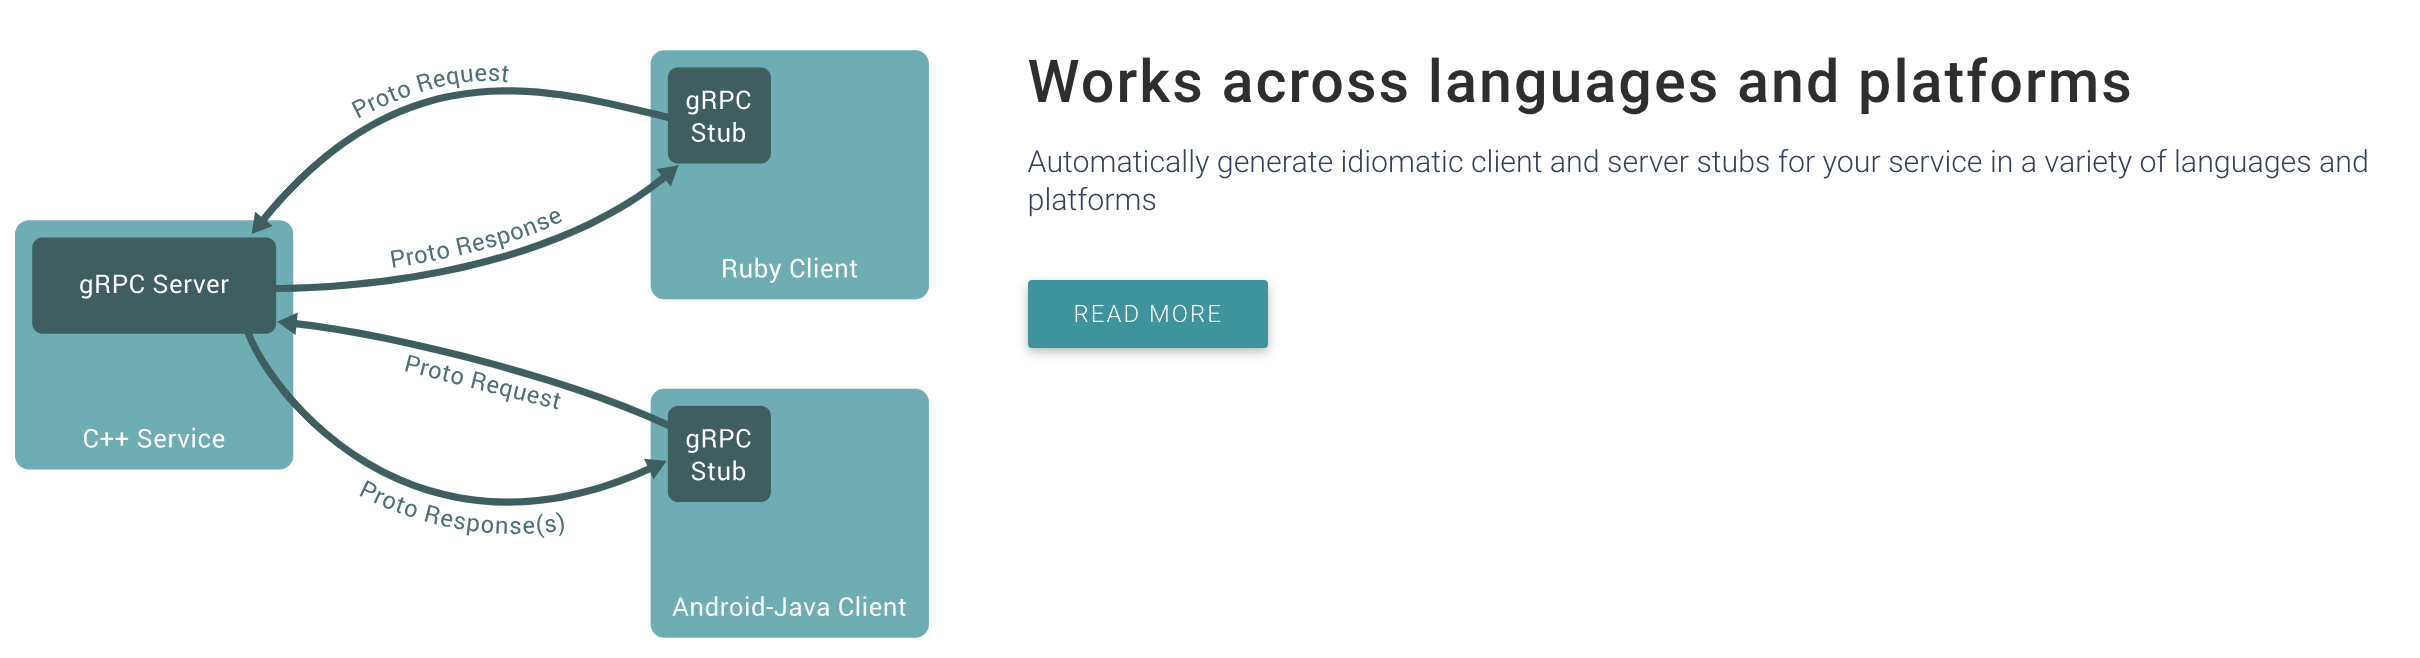 Proto Request
gRPC
Stub
Proto Response
Ruby Client
gRPC Server
C++ Service
Proto Request
gRPC
Stub
Proto Response(s)
Android-Java Client
Works across languages and platforms
Automatically generate idiomatic client and server stubs for your service in a variety of languages and
platforms
READ MORE